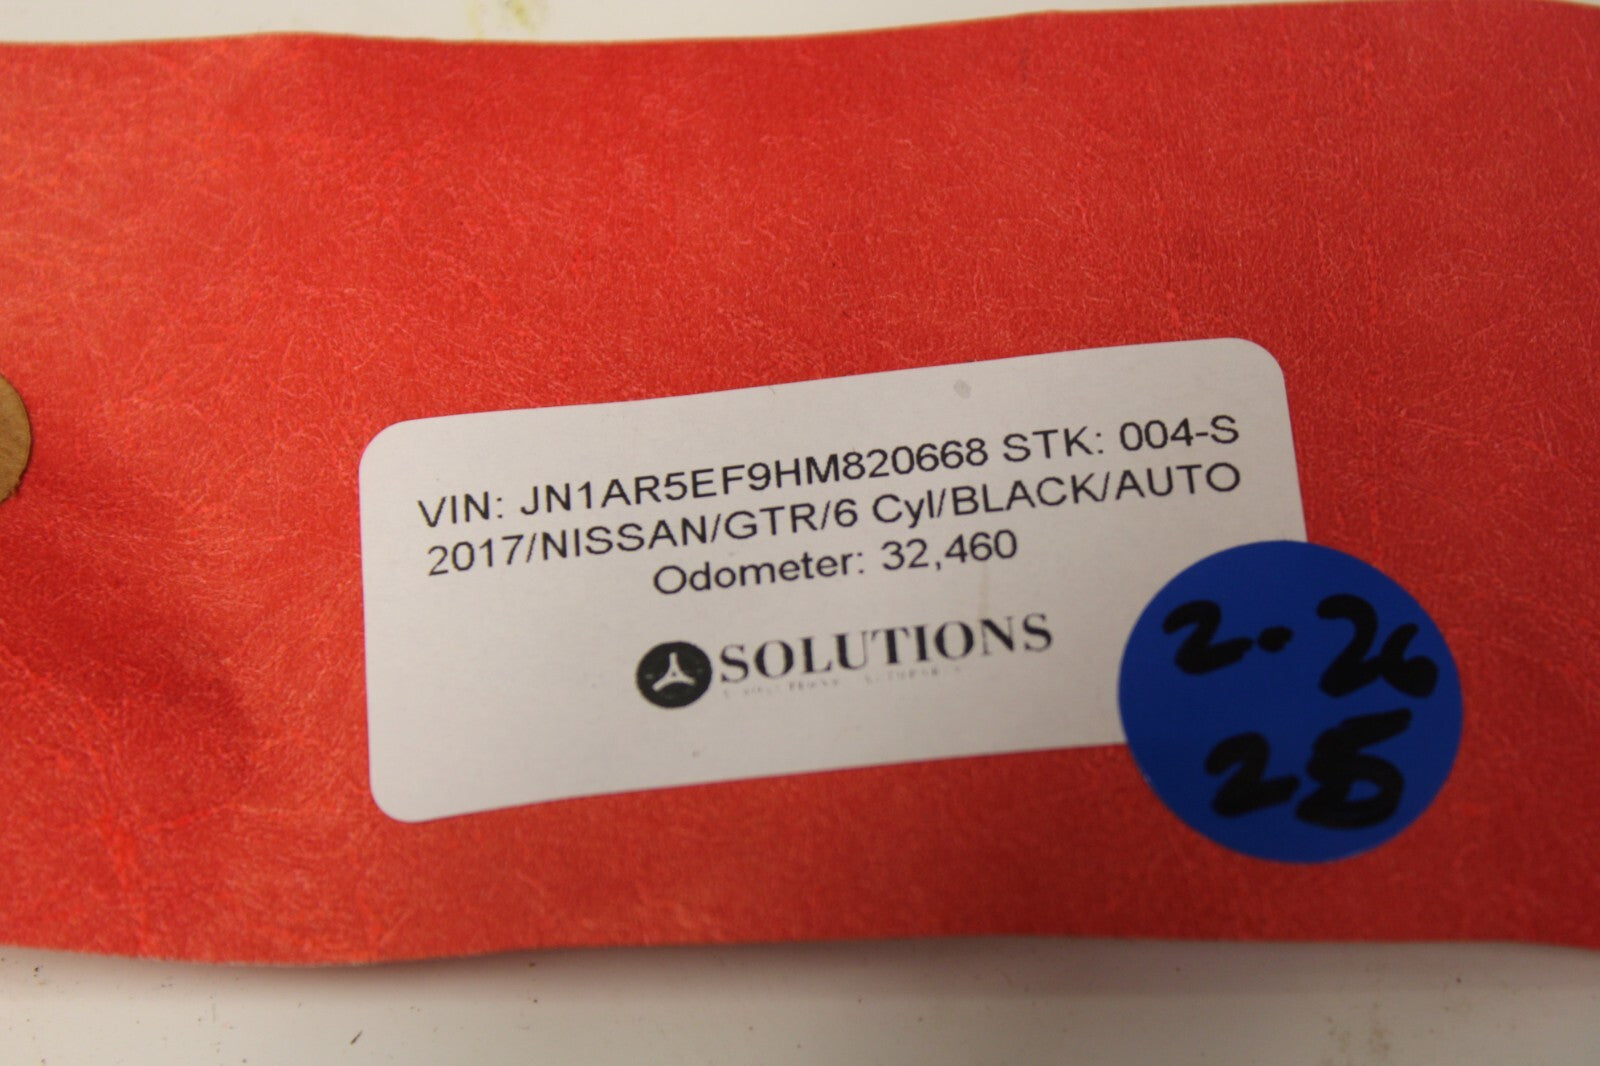 VIN: JN1AR5EF9HM820668 STK: 004-S
2017/NISSAN/GTR/6 Cyl/BLACK/AUTO
Odometer: 32,460
SOLUTIONS
2-26
25